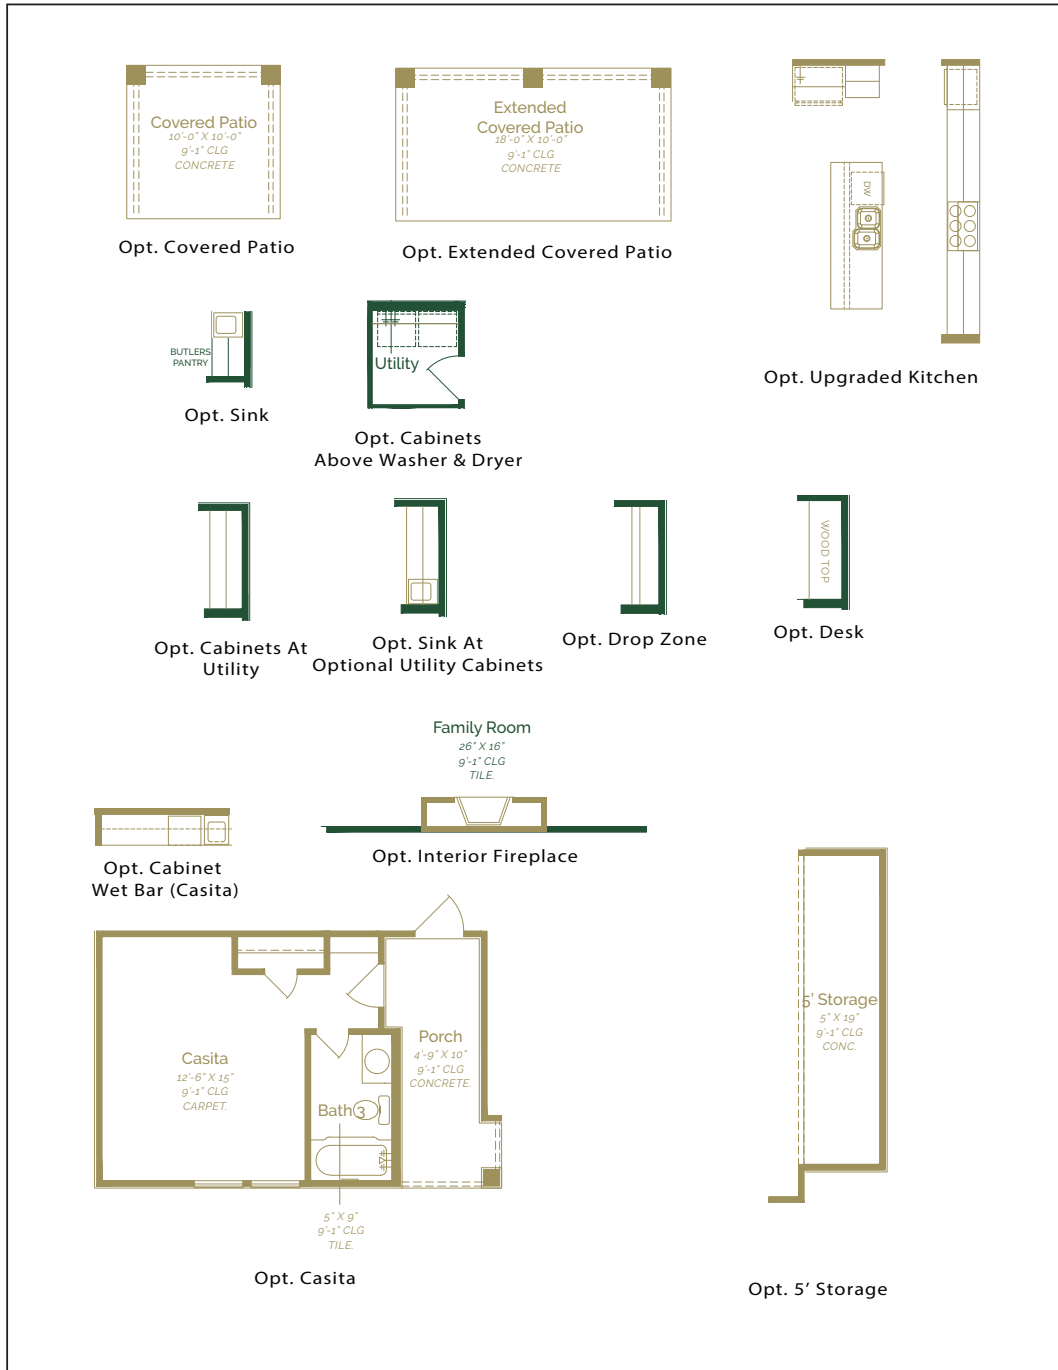 Covered Patio
10'-0" X 10'-0"
9'-1" CLG
CONCRETE
Opt. Covered Patio
Extended
Covered Patio
18'-0" X 10'-0"
9'-1" CLG
CONCRETE
Opt. Extended Covered Patio
DW
Opt. Upgraded Kitchen
BUTLERS
PANTRY
Opt. Sink
Utility
Opt. Cabinets
Above Washer & Dryer
Opt. Cabinets At
Utility
Opt. Sink At
Optional Utility Cabinets
Opt. Drop Zone
WOOD TOP
Opt. Desk
Family Room
26" X 16"
9'-1" CLG
TILE.
Opt. Interior Fireplace
Opt. Cabinet
Wet Bar (Casita)
Casita
12'-6" X 15"
9'-1" CLG
CARPET.
Porch
4'-9" X 10"
9'-1" CLG
CONCRETE.
Bath 3
5" X 9"
9'-1" CLG
TILE.
Opt. Casita
5' Storage
5" X 19"
9'-1" CLG
CONC.
Opt. 5' Storage